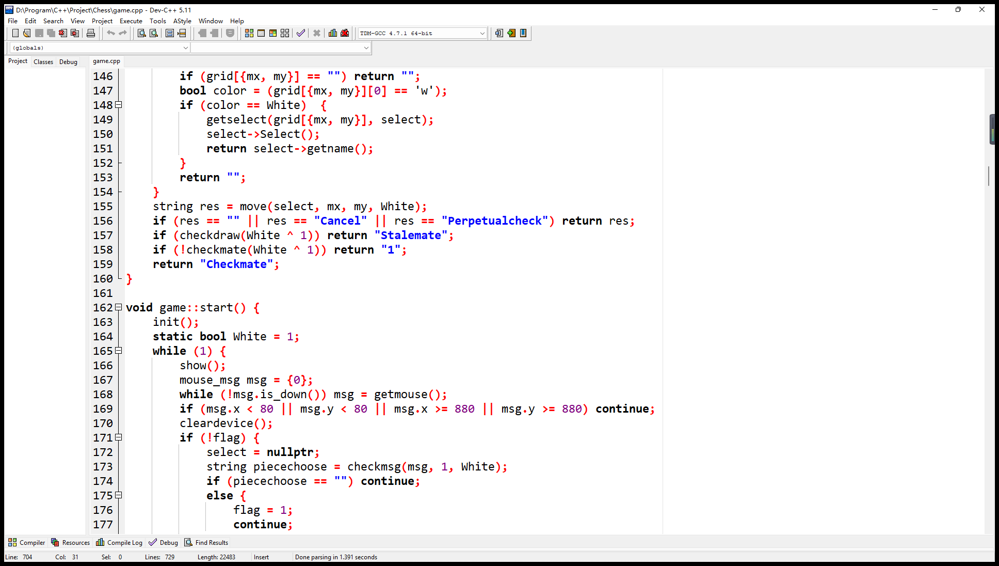 D:\Program\C++\Project\Chess\game.cpp - Dev-C++ 5.11
File Edit Search View Project Execute Tools AStyle Window Help
TDM-GCC 4.7.1 64-bit
(globals)
Project Classes Debug game.cpp
146 if (grid[{mx, my}] == "") return "";
147 bool color = (grid[{mx, my}][0] == 'w');
148 if (color == White)  {
149 getselect(grid[{mx, my}], select);
150 select->Select();
151 return select->getname();
152 }
153 return "";
154 }
155 string res = move(select, mx, my, White);
156 if (res == "" || res == "Cancel" || res == "Perpetualcheck") return res;
157 if (checkdraw(White ^ 1)) return "Stalemate";
158 if (!checkmate(White ^ 1)) return "1";
159 return "Checkmate";
160 }
161
162 void game::start() {
163 init();
164 static bool White = 1;
165 while (1) {
166 show();
167 mouse_msg msg = {0};
168 while (!msg.is_down()) msg = getmouse();
169 if (msg.x < 80 || msg.y < 80 || msg.x >= 880 || msg.y >= 880) continue;
170 cleardevice();
171 if (!flag) {
172 select = nullptr;
173 string piecechoose = checkmsg(msg, 1, White);
174 if (piecechoose == "") continue;
175 else {
176 flag = 1;
177 continue;
Compiler Resources Compile Log Debug Find Results
Line: 704 Col: 31 Sel: 0 Lines: 729 Length: 22483 Insert Done parsing in 1.391 seconds